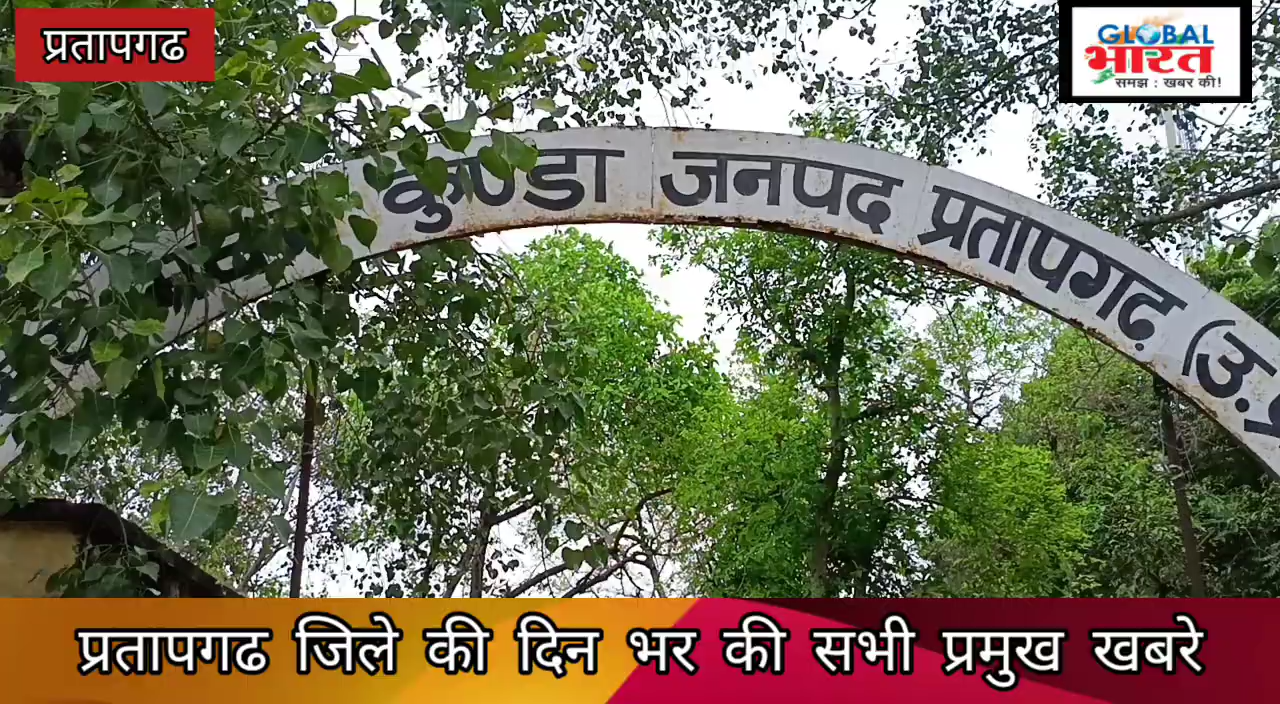 प्रतापगढ
GLOBAL
भारत
समझ : खबर की!
कुण्डा जनपद प्रतापगढ़ (उ.
प्रतापगढ जिले की दिन भर की सभी प्रमुख खबरे